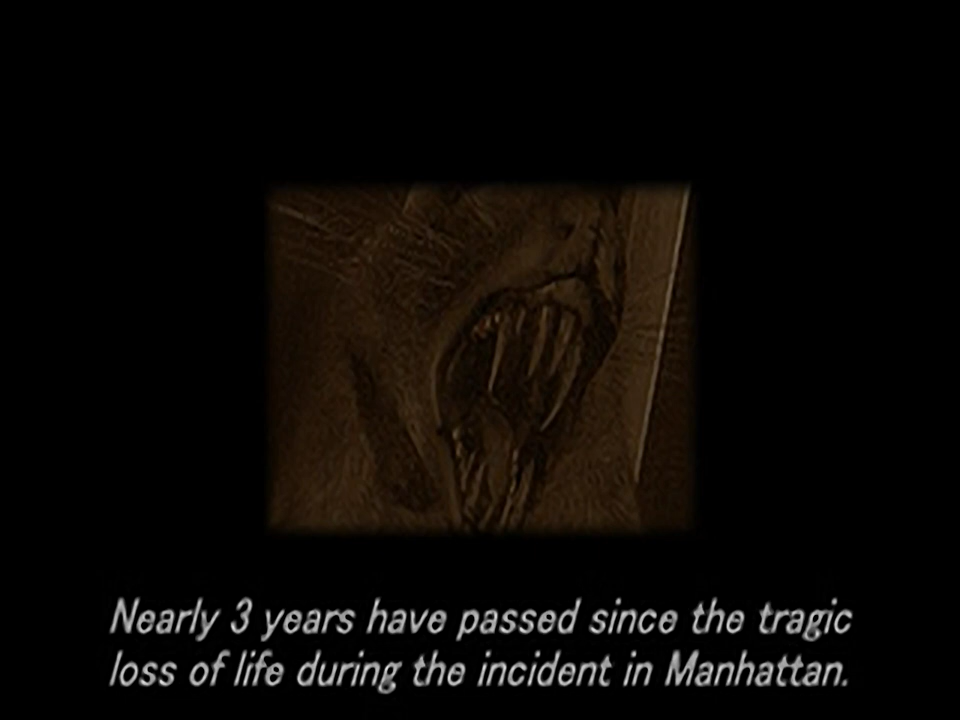 Nearly 3 years have passed since the tragic
loss of life during the incident in Manhattan.